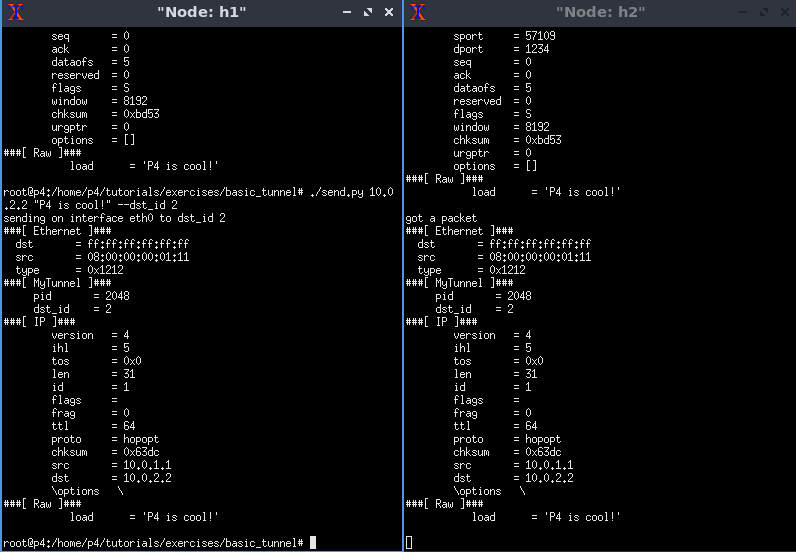 "Node: h1"
seq      = 0
ack      = 0
dataofs  = 5
reserved = 0
flags    = S
window   = 8192
chksum   = 0xbd53
urgptr   = 0
options  = []
###[ Raw ]###
load     = 'P4 is cool!'
root@p4:/home/p4/tutorials/exercises/basic_tunnel# ./send.py 10.0
.2.2 "P4 is cool!" --dst_id 2
sending on interface eth0 to dst_id 2
###[ Ethernet ]###
dst      = ff:ff:ff:ff:ff:ff
src      = 08:00:00:00:01:11
type     = 0x1212
###[ MyTunnel ]###
pid      = 2048
dst_id   = 2
###[ IP ]###
version  = 4
ihl      = 5
tos      = 0x0
len      = 31
id       = 1
flags    =
frag     = 0
ttl      = 64
proto    = hopopt
chksum   = 0x63dc
src      = 10.0.1.1
dst      = 10.0.2.2
\options   \
###[ Raw ]###
load     = 'P4 is cool!'
root@p4:/home/p4/tutorials/exercises/basic_tunnel#
"Node: h2"
sport    = 57109
dport    = 1234
seq      = 0
ack      = 0
dataofs  = 5
reserved = 0
flags    = S
window   = 8192
chksum   = 0xbd53
urgptr   = 0
options  = []
###[ Raw ]###
load     = 'P4 is cool!'
got a packet
###[ Ethernet ]###
dst      = ff:ff:ff:ff:ff:ff
src      = 08:00:00:00:01:11
type     = 0x1212
###[ MyTunnel ]###
pid      = 2048
dst_id   = 2
###[ IP ]###
version  = 4
ihl      = 5
tos      = 0x0
len      = 31
id       = 1
flags    =
frag     = 0
ttl      = 64
proto    = hopopt
chksum   = 0x63dc
src      = 10.0.1.1
dst      = 10.0.2.2
\options   \
###[ Raw ]###
load     = 'P4 is cool!'